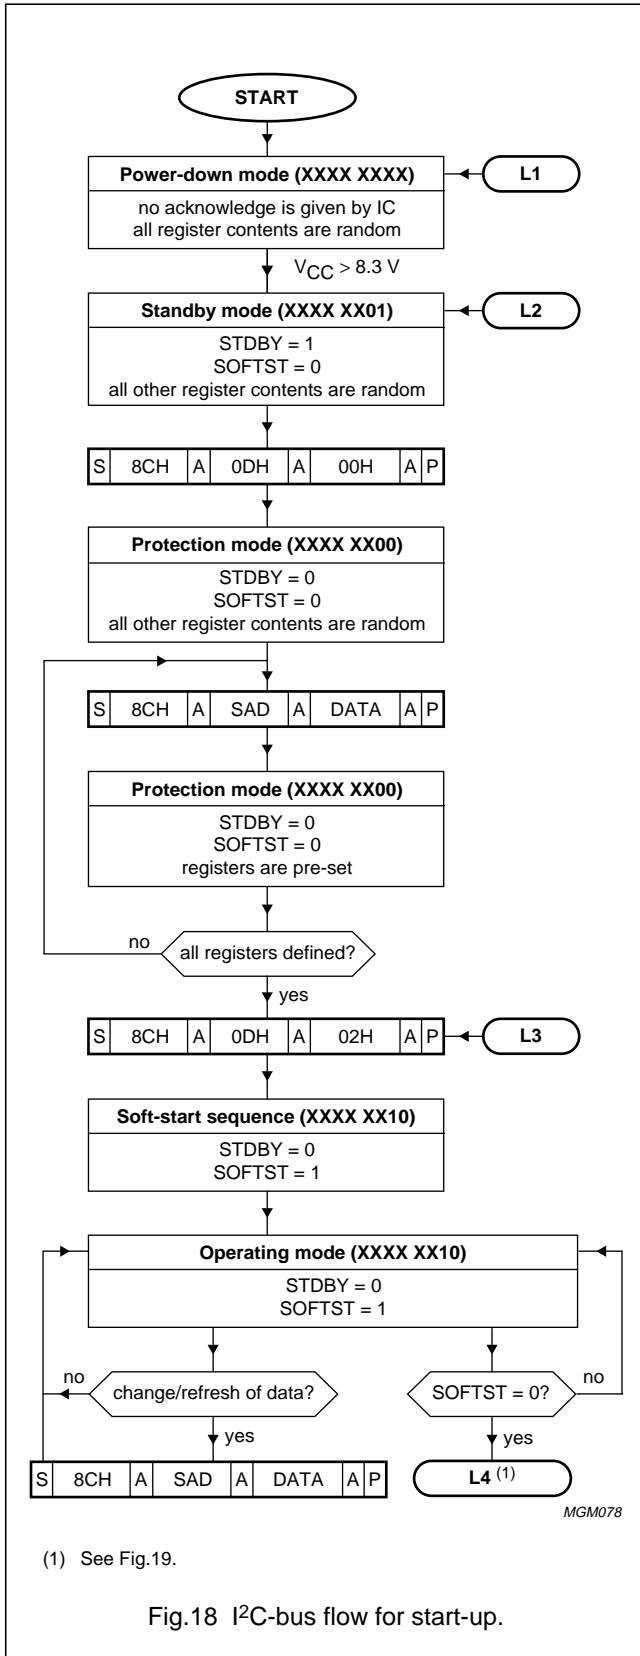 START
Power-down mode (XXXX XXXX)
L1
no acknowledge is given by IC
all register contents are random
VCC > 8.3 V
Standby mode (XXXX XX01)
L2
STDBY = 1
SOFTST = 0
all other register contents are random
S 8CH A 0DH A 00H A P
Protection mode (XXXX XX00)
STDBY = 0
SOFTST = 0
all other register contents are random
S 8CH A SAD A DATA A P
Protection mode (XXXX XX00)
STDBY = 0
SOFTST = 0
registers are pre-set
no
all registers defined?
yes
S 8CH A 0DH A 02H A P
L3
Soft-start sequence (XXXX XX10)
STDBY = 0
SOFTST = 1
Operating mode (XXXX XX10)
STDBY = 0
SOFTST = 1
no
change/refresh of data?
SOFTST = 0?
no
yes
yes
S 8CH A SAD A DATA A P
L4 (1)
MGM078
(1) See Fig.19.
Fig.18 I2C-bus flow for start-up.